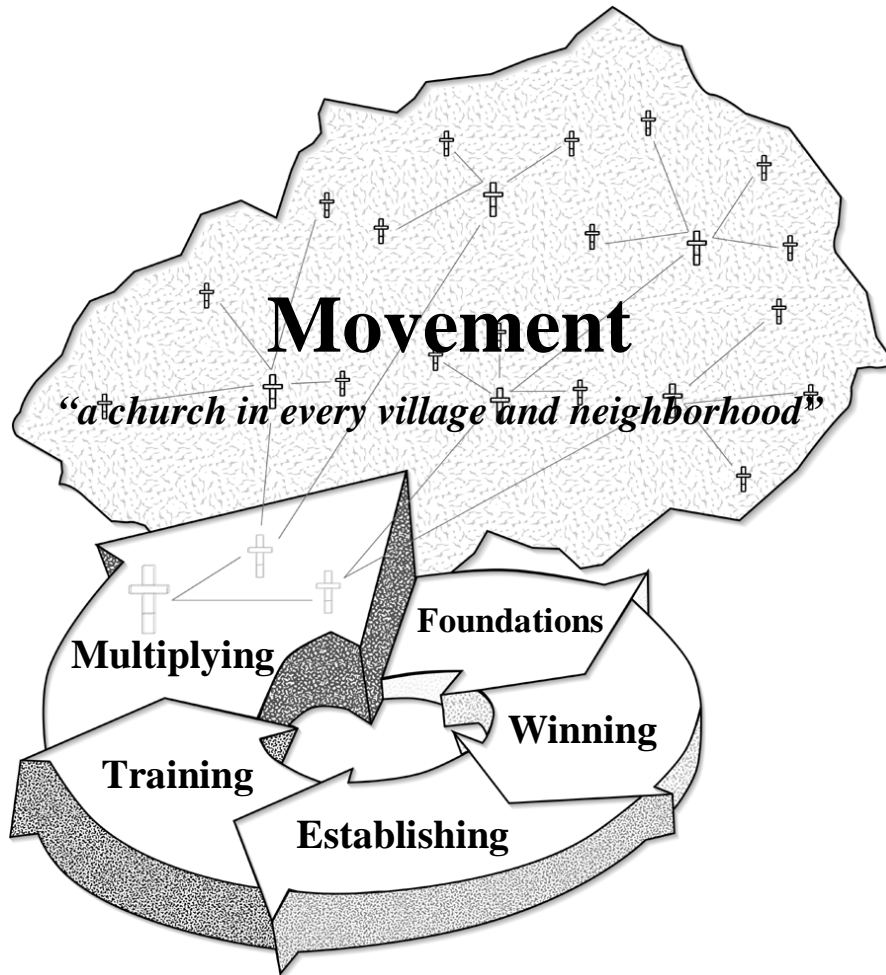 Movement
“a church in every village and neighborhood”
Foundations
Multiplying
Winning
Training
Establishing